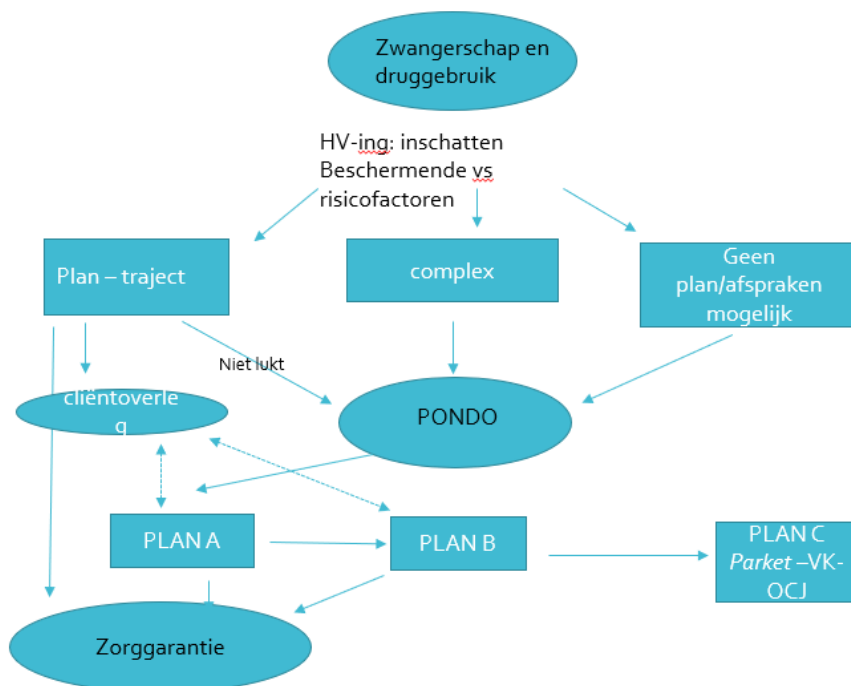 Zwangerschap en
druggebruik
HV-ing: inschatten
Beschermende vs
risicofactoren
Plan – traject
complex
Geen
plan/afspraken
mogelijk
Niet lukt
cliëntoverle
g
PONDO
PLAN A
PLAN B
PLAN C
Parket –VK-
OCJ
Zorggarantie